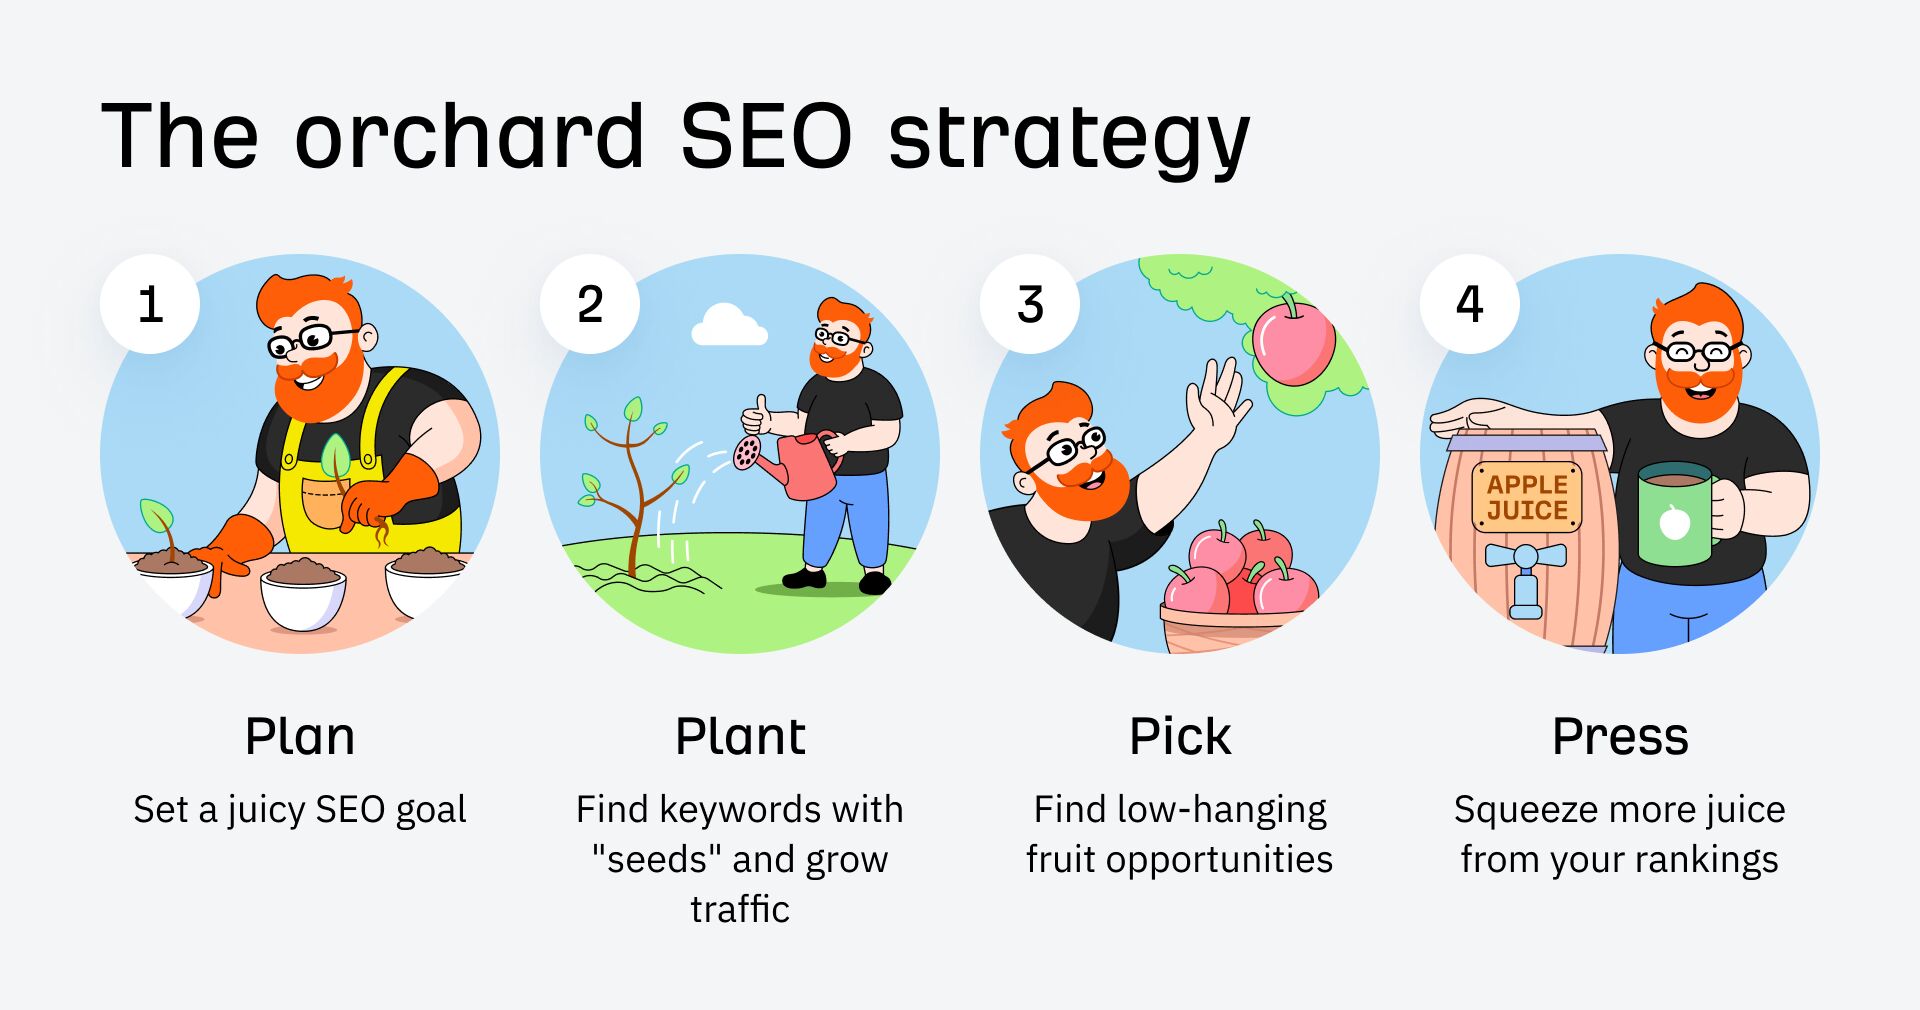 The orchard SEO strategy
1
2
3
4
APPLE
JUICE
Plan
Set a juicy SEO goal
Plant
Find keywords with
"seeds" and grow
traffic
Pick
Find low-hanging
fruit opportunities
Press
Squeeze more juice
from your rankings